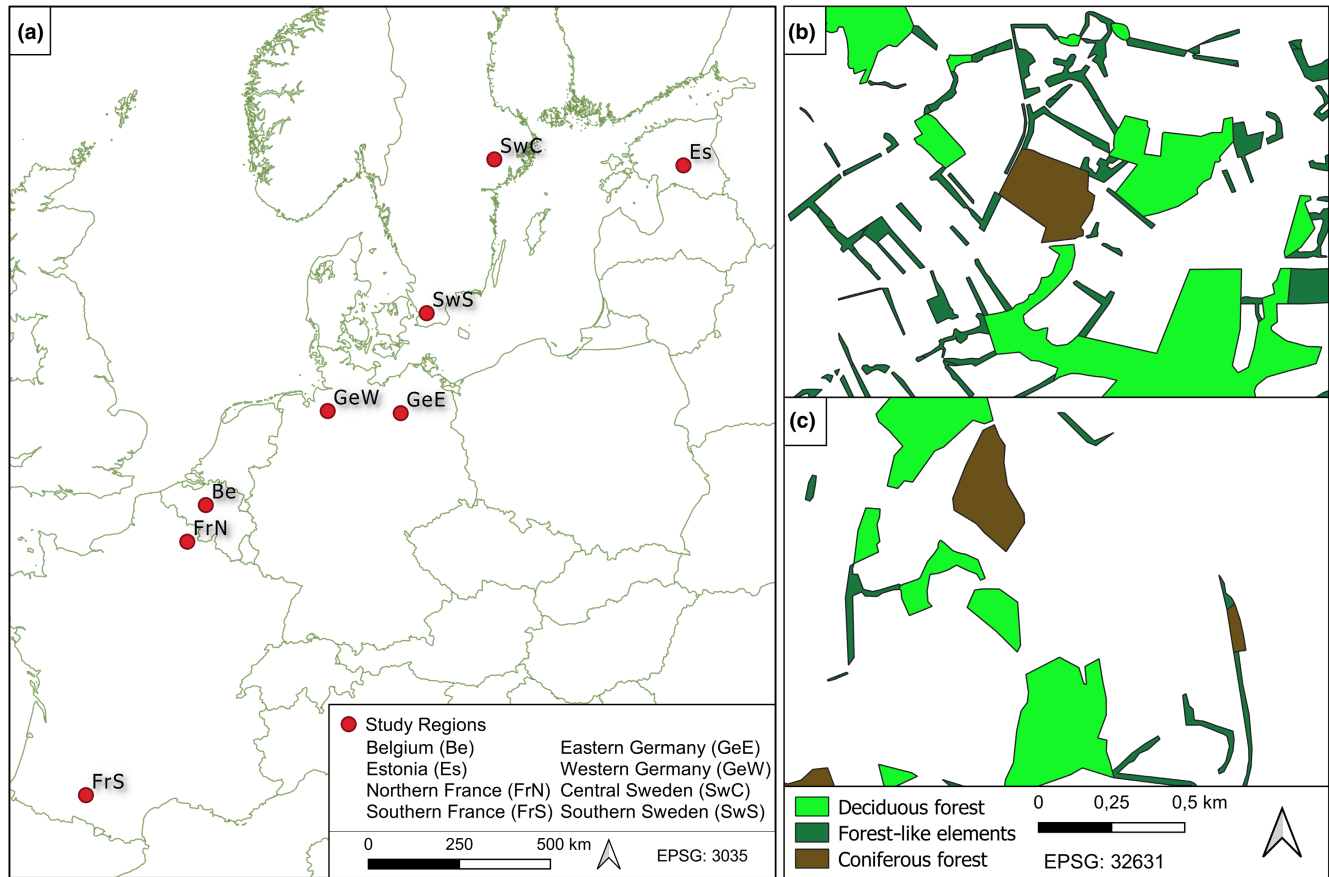 (a)
SwC
Es
SwS
GeW
GeE
Be
FrN
FrS
Study Regions
Belgium (Be) Eastern Germany (GeE)
Estonia (Es) Western Germany (GeW)
Northern France (FrN) Central Sweden (SwC)
Southern France (FrS) Southern Sweden (SwS)
0 250 500 km
EPSG: 3035
(b)
(c)
Deciduous forest
Forest-like elements
Coniferous forest
0 0,25 0,5 km
EPSG: 32631